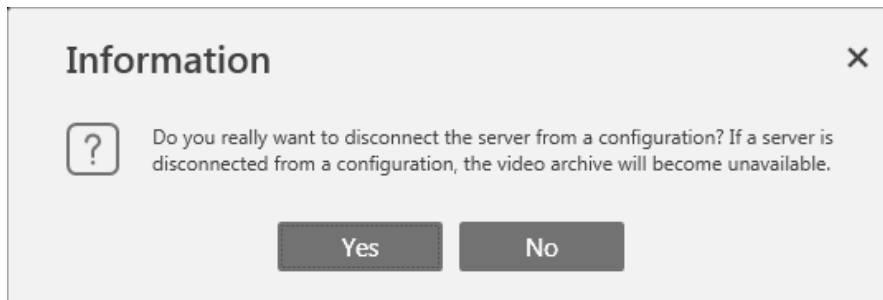 Information
?
Do you really want to disconnect the server from a configuration? If a server is
disconnected from a configuration, the video archive will become unavailable.
Yes
No